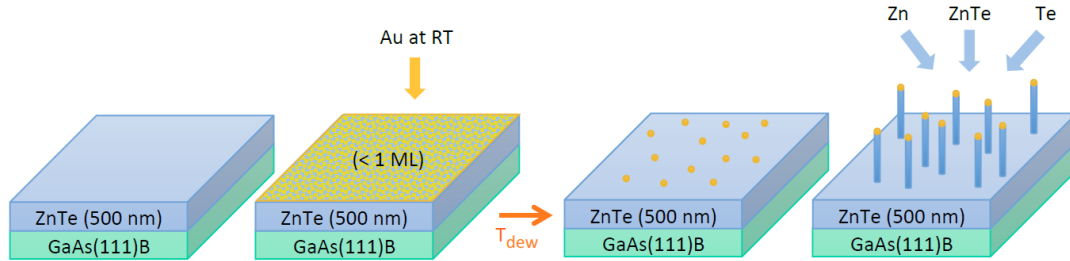 Zn ZnTe Te
Au at RT
(< 1 ML)
ZnTe (500 nm) ZnTe (500 nm) ZnTe (500 nm) ZnTe (500 nm)
T_dew
GaAs(111)B GaAs(111)B GaAs(111)B GaAs(111)B